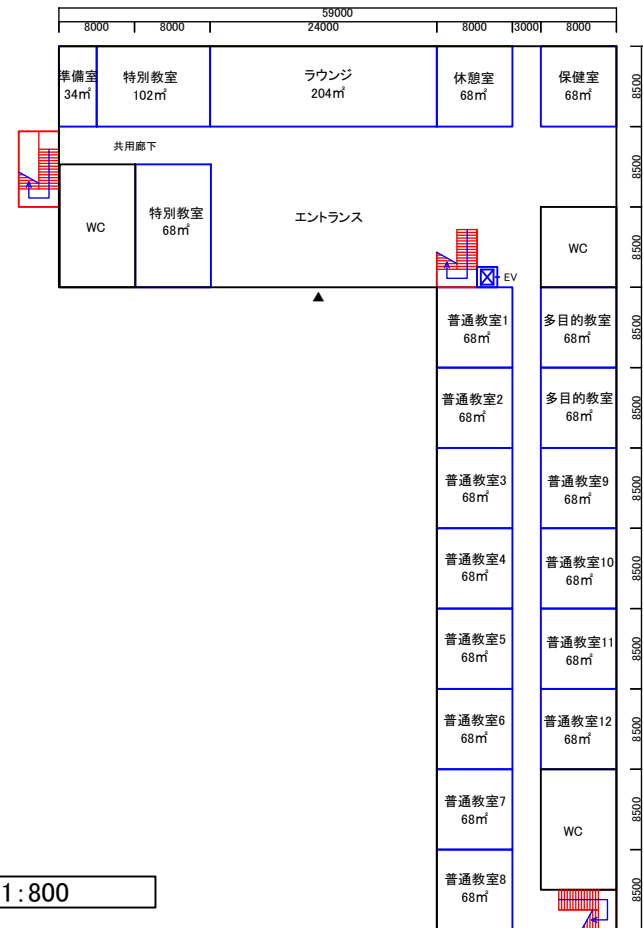 59000
8000 8000 24000 8000 3000 8000
準備室
34㎡
特別教室
102㎡
ラウンジ
204㎡
休憩室
68㎡
保健室
68㎡
8500
共用廊下
8500
WC
特別教室
68㎡
エントランス
WC
8500
EV
普通教室1
68㎡
多目的教室
68㎡
8500
普通教室2
68㎡
多目的教室
68㎡
8500
普通教室3
68㎡
普通教室9
68㎡
8500
普通教室4
68㎡
普通教室10
68㎡
8500
普通教室5
68㎡
普通教室11
68㎡
8500
普通教室6
68㎡
普通教室12
68㎡
8500
普通教室7
68㎡
WC
8500
普通教室8
68㎡
8500
1:800